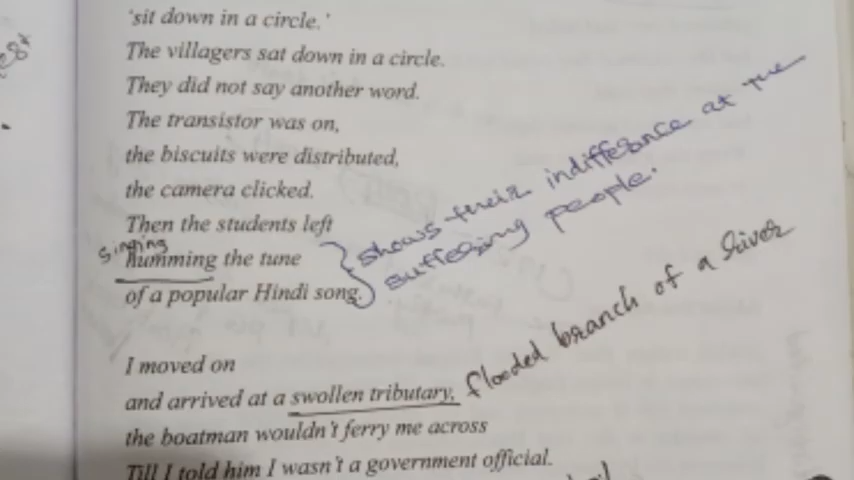 'sit down in a circle.'
The villagers sat down in a circle.
They did not say another word.
The transistor was on,
the biscuits were distributed,
the camera clicked.
Then the students left
singing
humming the tune
of a popular Hindi song.
shows their indifference at the
suffering people.
I moved on
and arrived at a swollen tributary,
flooded branch of a river
the boatman wouldn't ferry me across
Till I told him I wasn't a government official.